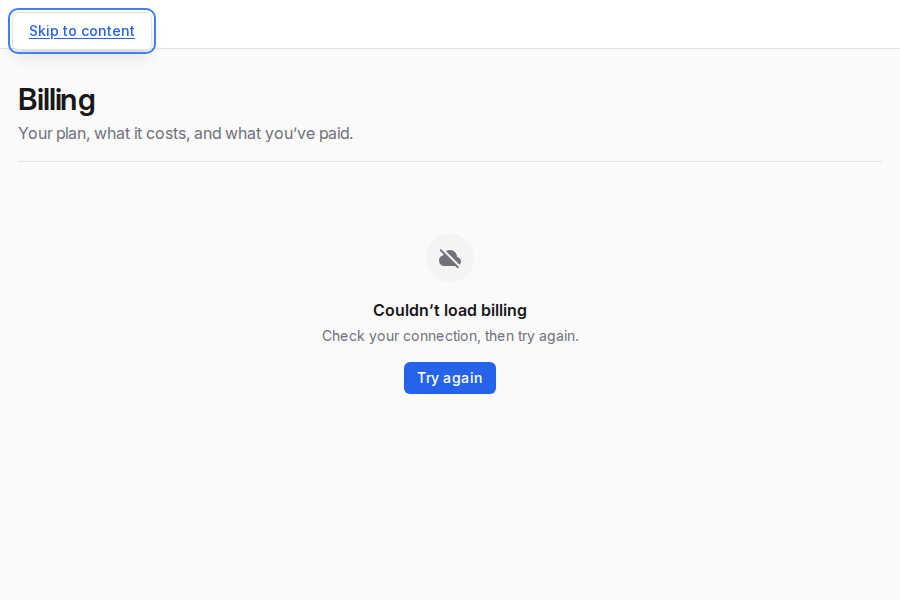 Skip to content
Billing
Your plan, what it costs, and what you’ve paid.
Couldn’t load billing
Check your connection, then try again.
Try again